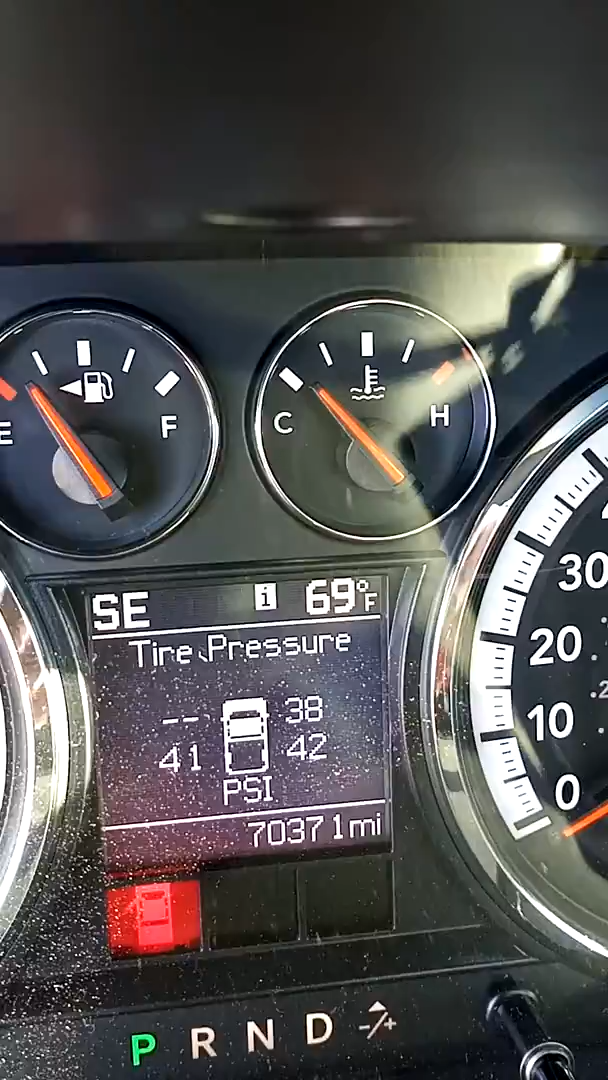 E F
C H
30
20
10
0
SE i 69°F
Tire Pressure
-- 38
41 42
PSI
70371mi
P R N D -/+